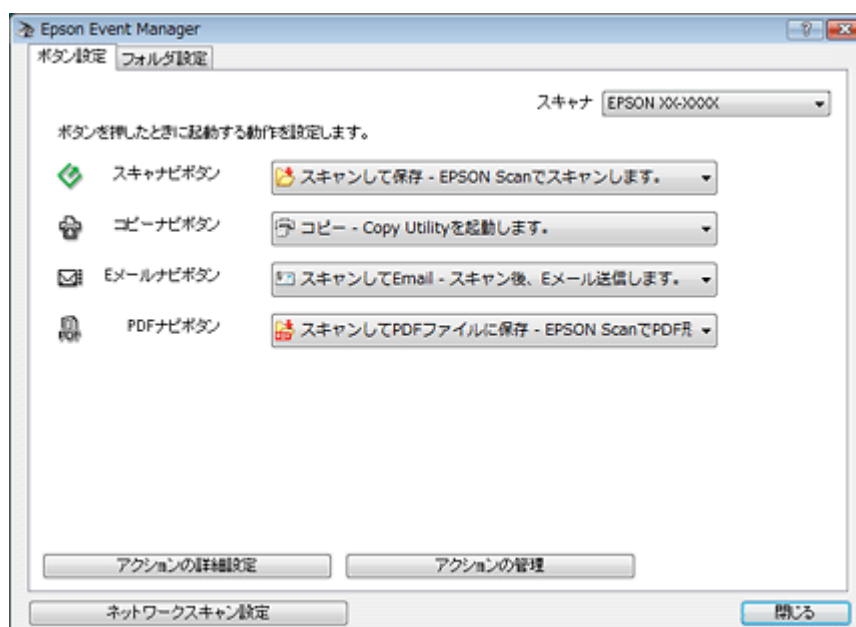 Epson Event Manager
ボタン設定 フォルダ設定
スキャナ EPSON XX-XXXX
ボタンを押したときに起動する動作を設定します。
スキャナビボタン スキャンして保存 - EPSON Scanでスキャンします。
コピーナビボタン コピー - Copy Utilityを起動します。
Eメールナビボタン スキャンしてEmail - スキャン後、Eメール送信します。
PDF PDFナビボタン スキャンしてPDFファイルに保存 - EPSON ScanでPDF形
アクションの詳細設定 アクションの管理
ネットワークスキャン設定 閉じる